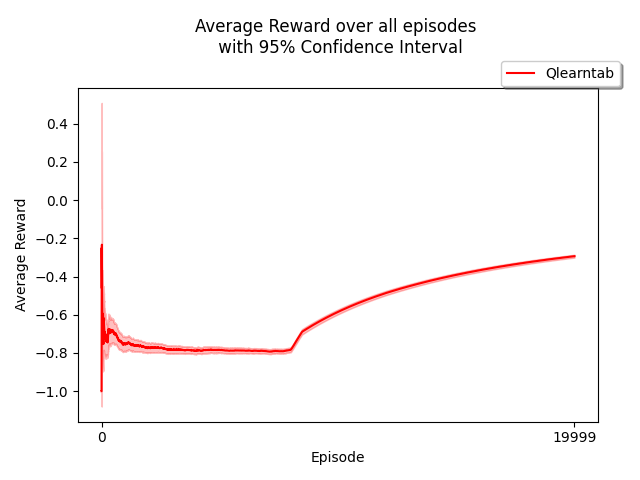 Average Reward over all episodes
with 95% Confidence Interval
Qlearntab
Average Reward
0.4
0.2
0.0
−0.2
−0.4
−0.6
−0.8
−1.0
0
19999
Episode